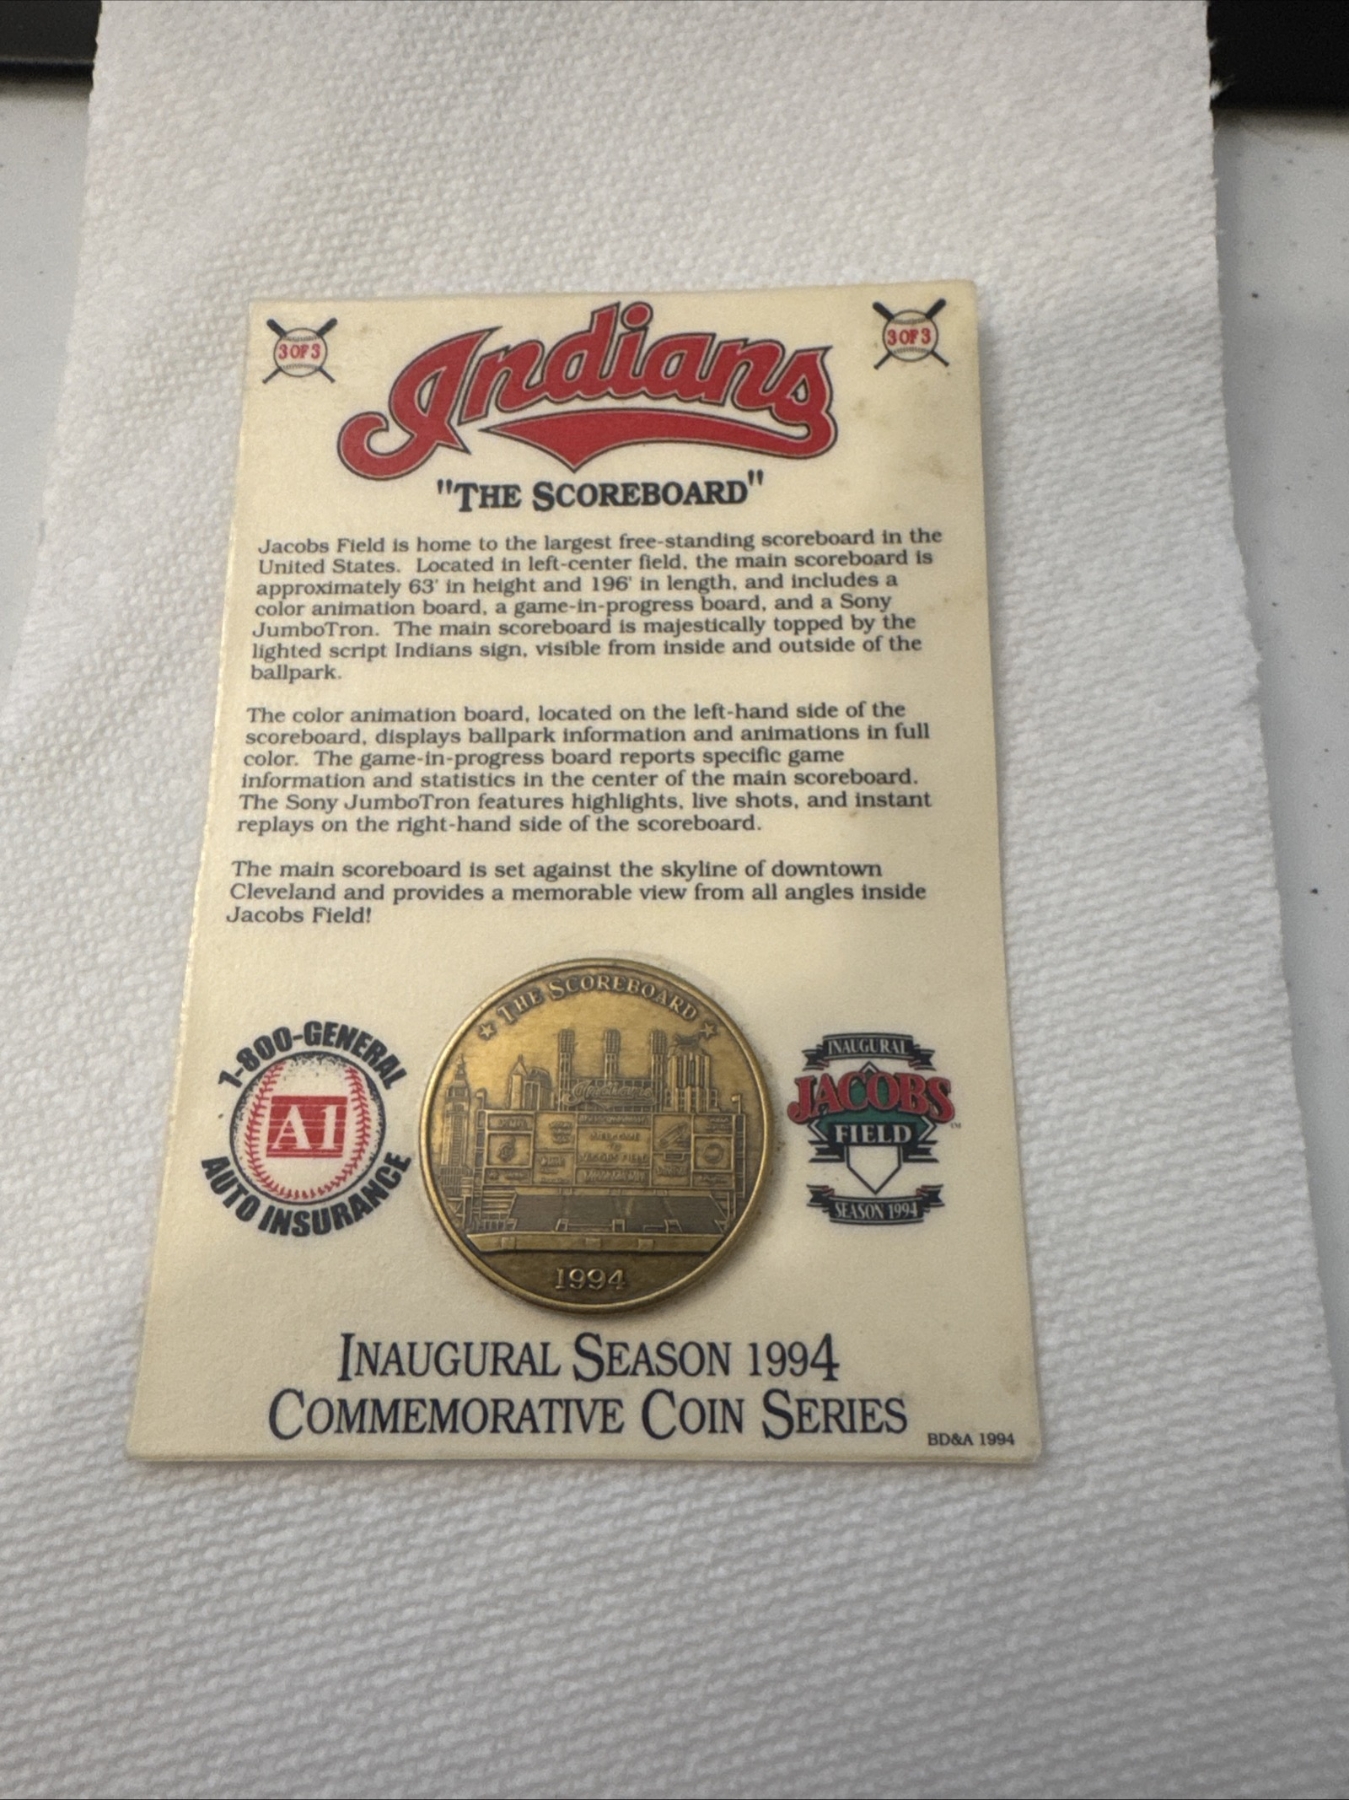 3 OF 3
Indians
3 OF 3
"THE SCOREBOARD"
Jacobs Field is home to the largest free-standing scoreboard in the
United States. Located in left-center field, the main scoreboard is
approximately 63' in height and 196' in length, and includes a
color animation board, a game-in-progress board, and a Sony
JumboTron. The main scoreboard is majestically topped by the
lighted script Indians sign, visible from inside and outside of the
ballpark.
The color animation board, located on the left-hand side of the
scoreboard, displays ballpark information and animations in full
color. The game-in-progress board reports specific game
information and statistics in the center of the main scoreboard.
The Sony JumboTron features highlights, live shots, and instant
replays on the right-hand side of the scoreboard.
The main scoreboard is set against the skyline of downtown
Cleveland and provides a memorable view from all angles inside
Jacobs Field!
1-800-GENERAL
A1
AUTO INSURANCE
THE SCOREBOARD
Indians
WELCOME
TO
JACOBS FIELD
1994
INAUGURAL
JACOBS
FIELD
SEASON 1994
TM
INAUGURAL SEASON 1994
COMMEMORATIVE COIN SERIES
BD&A 1994